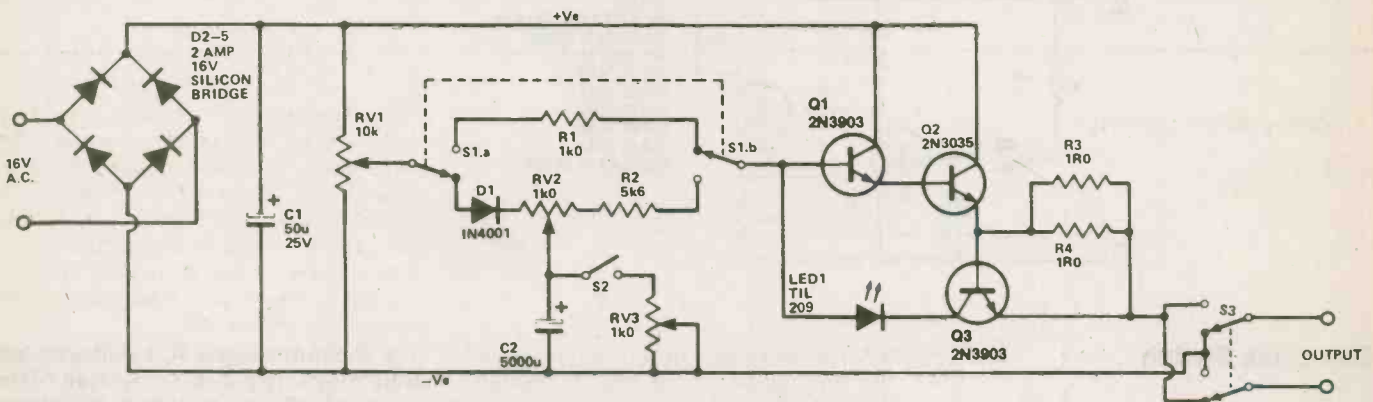 +Ve
D2–5
2 AMP
16V
SILICON
BRIDGE
16V
A.C.
C1
50u
25V
RV1
10k
S1.a
R1
1k0
S1.b
D1
IN4001
RV2
1k0
R2
5k6
S2
C2
5000u
RV3
1k0
–Ve
Q1
2N3903
Q2
2N3035
R3
1R0
R4
1R0
LED1
TIL
209
Q3
2N3903
S3
OUTPUT